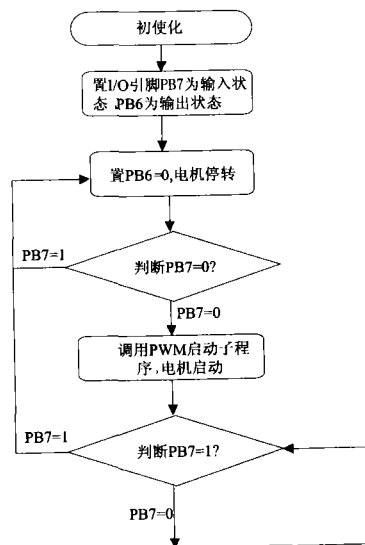 初使化
置I/O引脚PB7为输入状
态,PB6为输出状态
置PB6=0,电机停转
PB7=1
判断PB7=0?
PB7=0
调用PWM启动子程
序,电机启动
PB7=1
判断PB7=1?
PB7=0